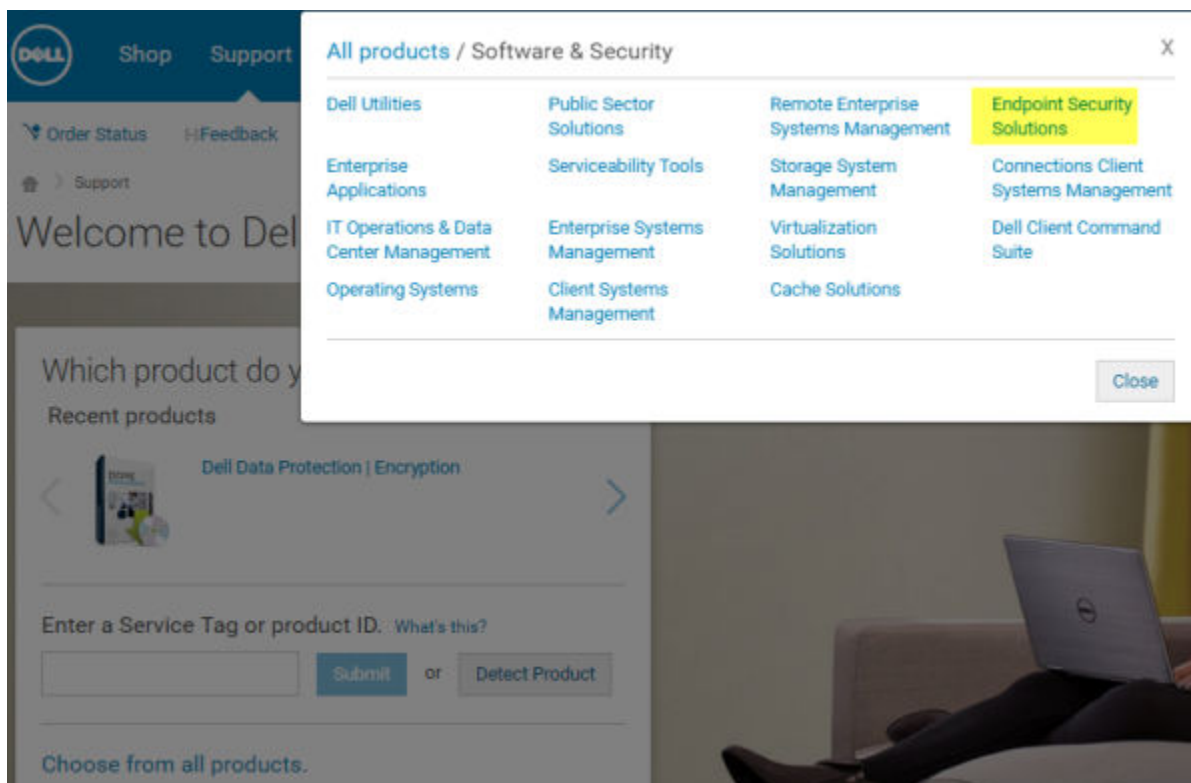 DELL
Shop
Support
Order Status
Feedback
Support
Welcome to Del
All products / Software & Security
X
Dell Utilities
Public Sector
Solutions
Remote Enterprise
Systems Management
Endpoint Security
Solutions
Enterprise
Applications
Serviceability Tools
Storage System
Management
Connections Client
Systems Management
IT Operations & Data
Center Management
Enterprise Systems
Management
Virtualization
Solutions
Dell Client Command
Suite
Operating Systems
Client Systems
Management
Cache Solutions
Close
Which product do y
Recent products
Dell Data Protection | Encryption
Enter a Service Tag or product ID. What's this?
Submit or Detect Product
Choose from all products.